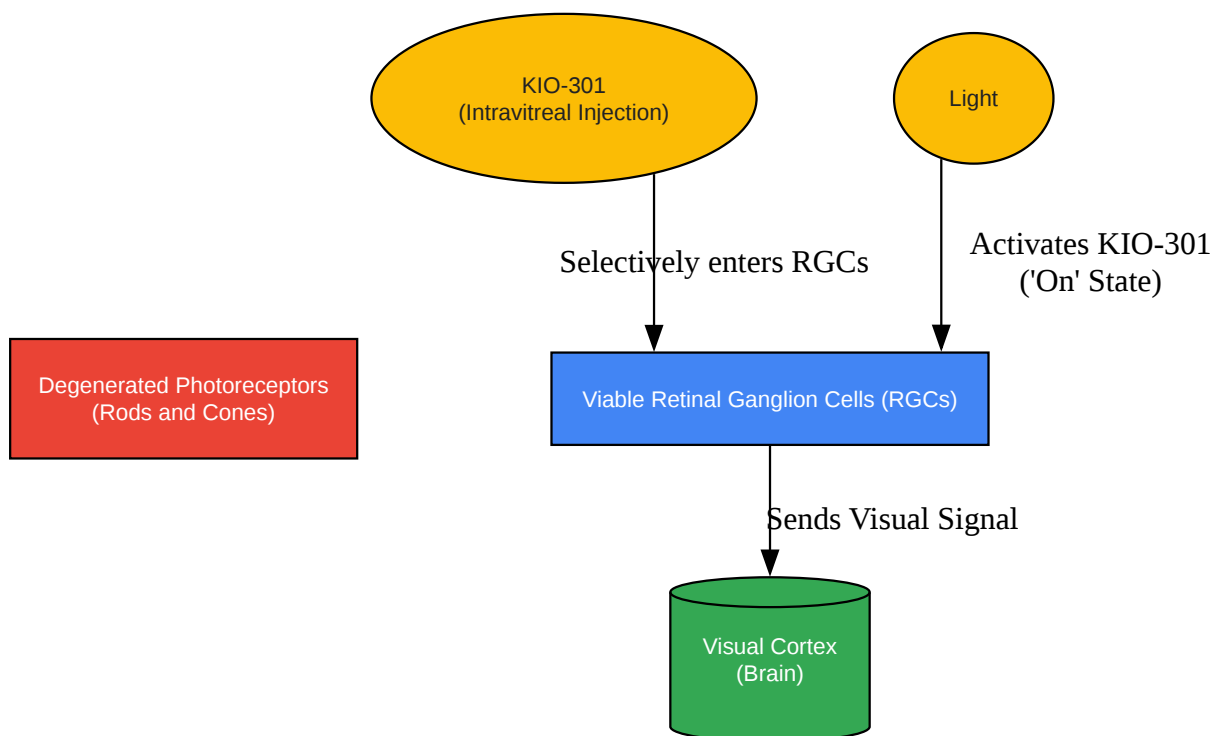 KIO-301
(Intravitreal Injection)
Light
Selectively enters RGCs
Activates KIO-301
('On' State)
Degenerated Photoreceptors
(Rods and Cones)
Viable Retinal Ganglion Cells (RGCs)
Sends Visual Signal
Visual Cortex
(Brain)